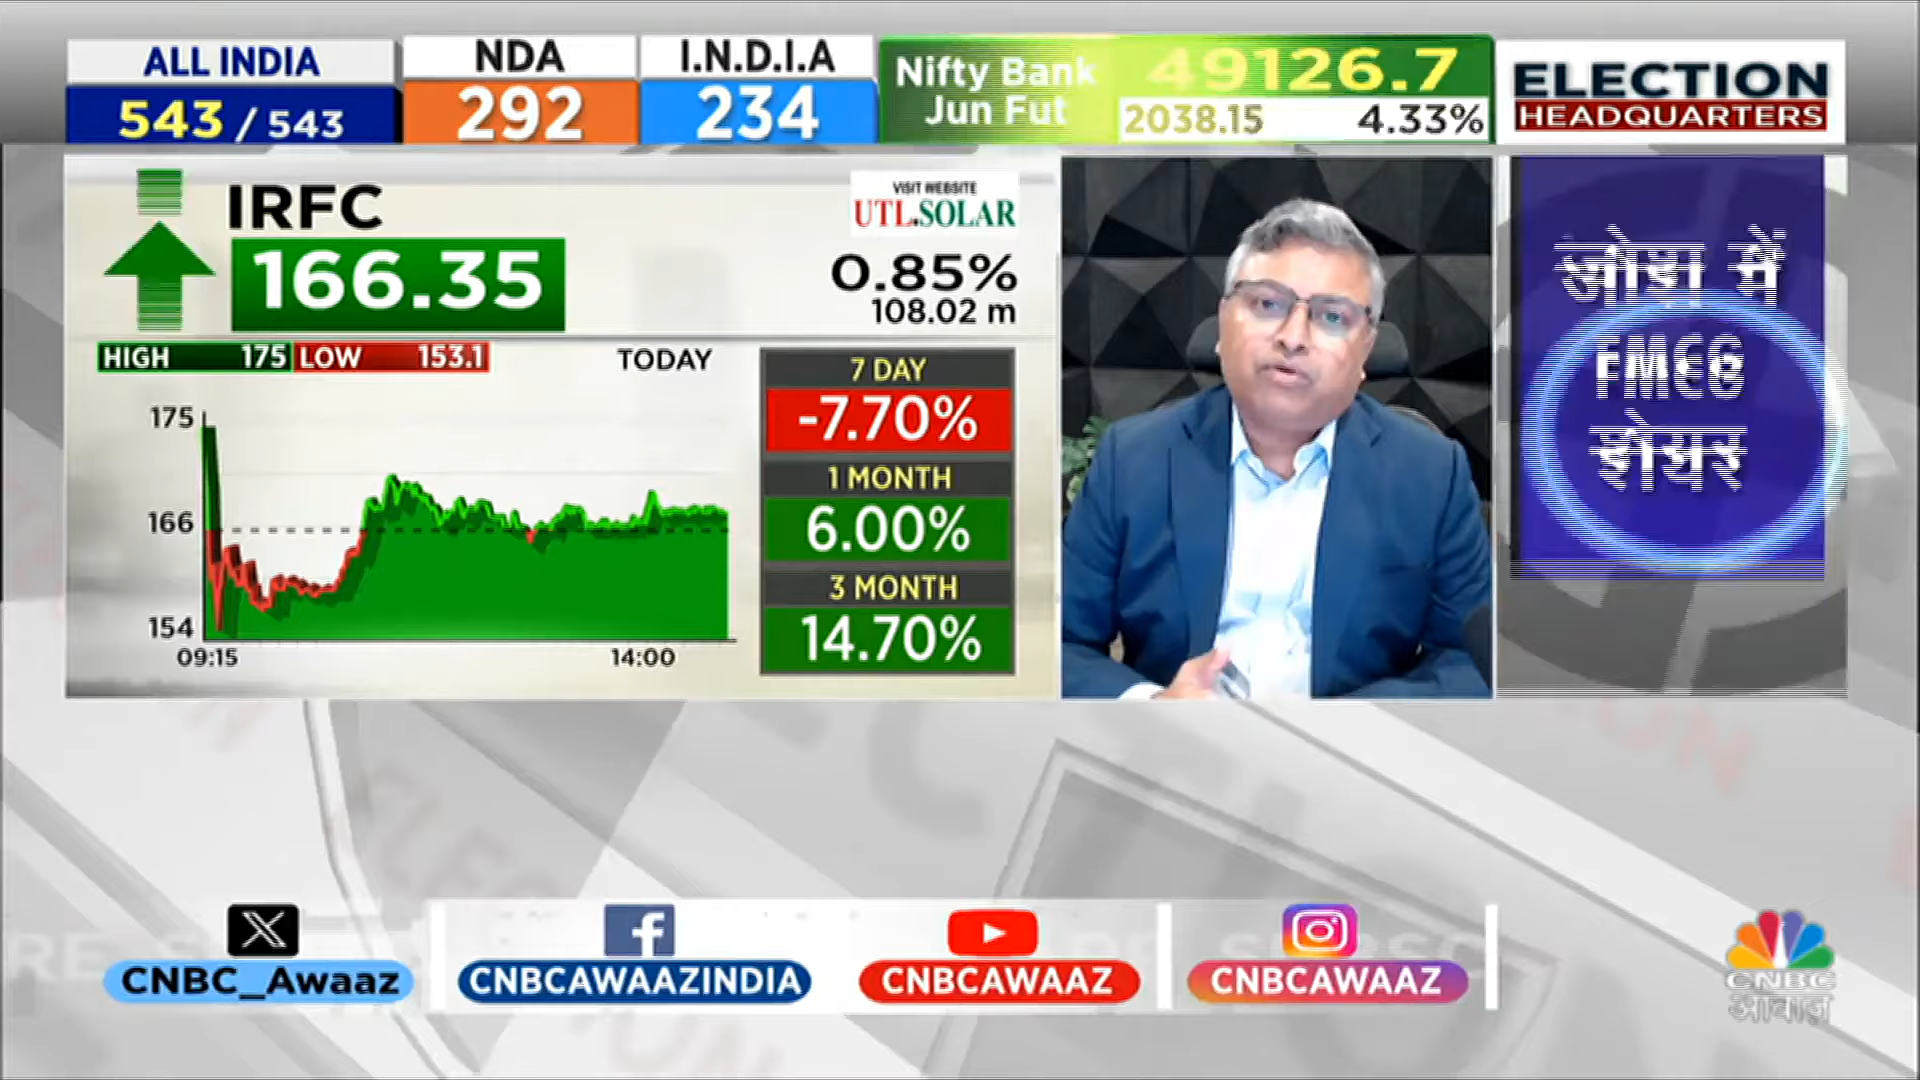 ALL INDIA
543 / 543
NDA
292
I.N.D.I.A
234
Nifty Bank
Jun Fut
49126.7
2038.15 4.33%
ELECTION
HEADQUARTERS
IRFC
166.35
VISIT WEBSITE
UTL.SOLAR
0.85%
108.02 m
HIGH 175 LOW 153.1
TODAY
175
166
154
09:15 14:00
7 DAY
-7.70%
1 MONTH
6.00%
3 MONTH
14.70%
में
FMCG
शेयर
CNBC_Awaaz
CNBCAWAAZINDIA
CNBCAWAAZ
CNBCAWAAZ
CNBC
आवाज़